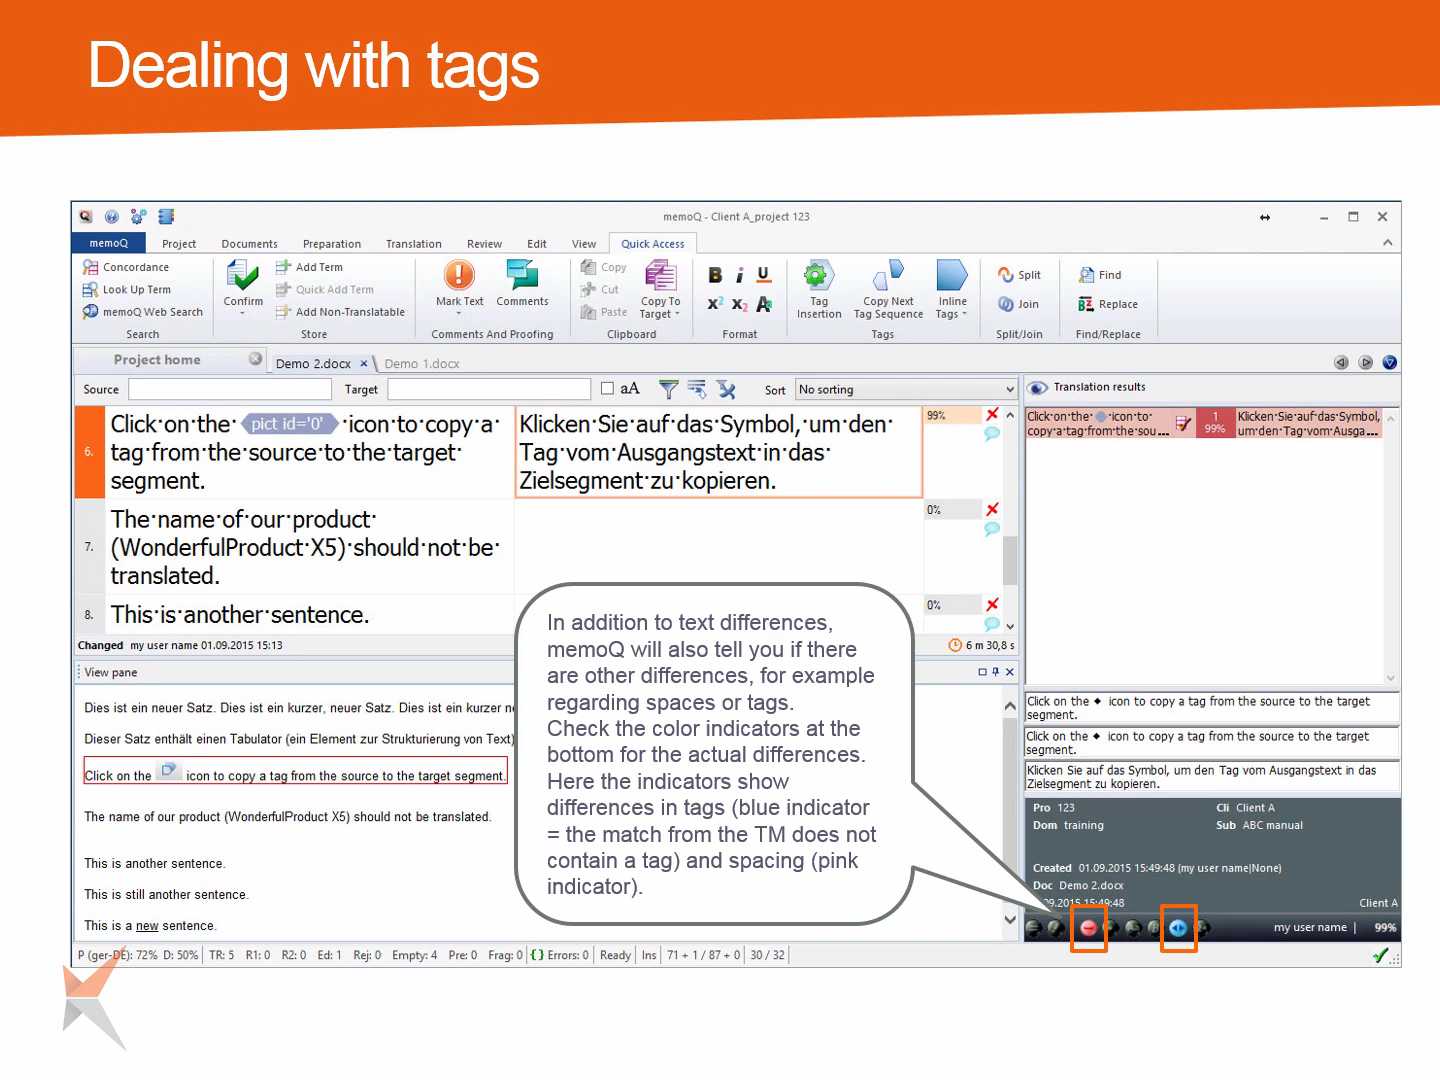 Dealing with tags
memoQ - Client A_project 123
memoQ Project Documents Preparation Translation Review Edit View Quick Access
Concordance
Look Up Term
memoQ Web Search
Search
Confirm
Add Term
Quick Add Term
Add Non-Translatable
Store
Mark Text
Comments
Comments And Proofing
Copy
Cut
Paste
Copy To
Target
Clipboard
B i U
x² x₂ A
Format
Tag
Insertion
Copy Next
Tag Sequence
Inline
Tags
Tags
Split
Join
Split/Join
Find
Replace
Find/Replace
Project home Demo 2.docx × Demo 1.docx
Source Target aA Sort No sorting
6. Click·on·the· pict id='0' ·icon·to·copy·a·
tag·from·the·source·to·the·target·
segment.
Klicken·Sie·auf·das·Symbol,·um·den·
Tag·vom·Ausgangstext·in·das·
Zielsegment·zu·kopieren.
99%
7. The·name·of·our·product·
(WonderfulProduct·X5)·should·not·be·
translated.
0%
8. This·is·another·sentence.
0%
Changed my user name 01.09.2015 15:13
6 m 30,8 s
View pane
Dies ist ein neuer Satz. Dies ist ein kurzer, neuer Satz. Dies ist ein kurzer
Dieser Satz enthält einen Tabulator (ein Element zur Strukturierung von Text)
Click on the icon to copy a tag from the source to the target segment.
The name of our product (WonderfulProduct X5) should not be translated.
This is another sentence.
This is still another sentence.
This is a new sentence.
In addition to text differences,
memoQ will also tell you if there
are other differences, for example
regarding spaces or tags.
Check the color indicators at the
bottom for the actual differences.
Here the indicators show
differences in tags (blue indicator
= the match from the TM does not
contain a tag) and spacing (pink
indicator).
Translation results
Click·on·the· ·icon·to·
copy·a·tag·from·the·sou...
1
99%
Klicken·Sie·auf·das·Symbol,
um·den·Tag·vom·Ausga...
Click on the ◆ icon to copy a tag from the source to the target
segment.
Click on the ◆ icon to copy a tag from the source to the target
segment.
Klicken Sie auf das Symbol, um den Tag vom Ausgangstext in das
Zielsegment zu kopieren.
Pro 123 Cli Client A
Dom training Sub ABC manual
Created 01.09.2015 15:49:48 (my user name|None)
Doc Demo 2.docx
.09.2015 15:49:48 Client A
my user name | 99%
P (ger-DE): 72% D: 50% TR: 5 R1: 0 R2: 0 Ed: 1 Rej: 0 Empty: 4 Pre: 0 Frag: 0 {} Errors: 0 Ready Ins 71 + 1 / 87 + 0 30 / 32